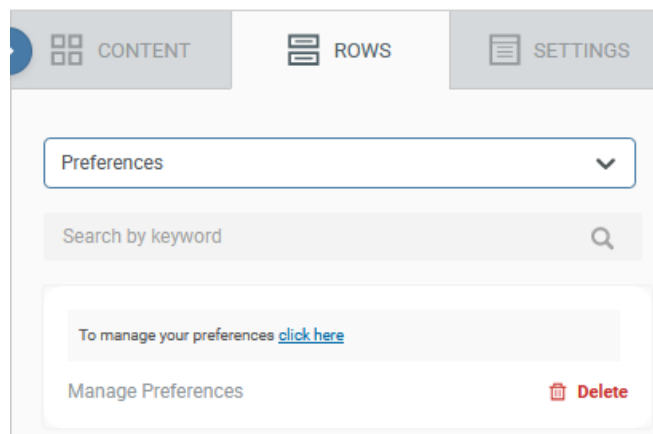 CONTENT ROWS SETTINGS
Preferences
Search by keyword
To manage your preferences click here
Manage Preferences Delete